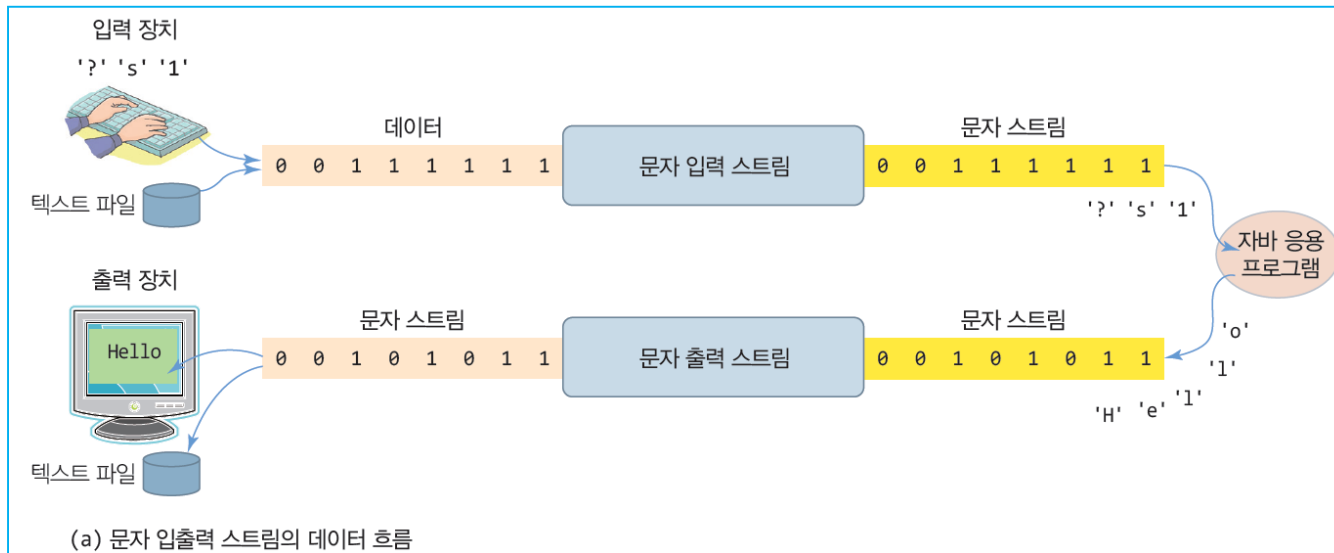 입력 장치
'?' 's' '1'
데이터
문자 스트림
0 0 1 1 1 1 1 1
문자 입력 스트림
0 0 1 1 1 1 1 1
텍스트 파일
'?' 's' '1'
자바 응용
프로그램
출력 장치
문자 스트림
문자 스트림
Hello
0 0 1 0 1 0 1 1
문자 출력 스트림
0 0 1 0 1 0 1 1
'o'
'l'
'l'
'e'
'H'
텍스트 파일
(a) 문자 입출력 스트림의 데이터 흐름